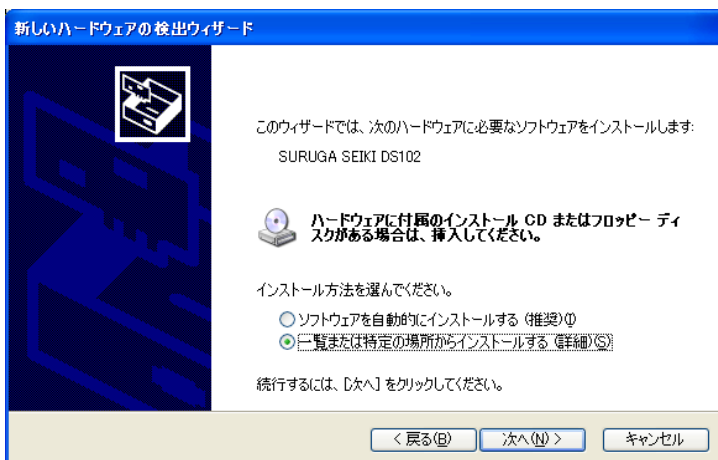 新しいハードウェアの検出ウィザード
このウィザードでは、次のハードウェアに必要なソフトウェアをインストールします:
SURUGA SEIKI DS102
ハードウェアに付属のインストール CD またはフロッピー ディ
スクがある場合は、挿入してください。
インストール方法を選んでください。
ソフトウェアを自動的にインストールする (推奨)(I)
一覧または特定の場所からインストールする (詳細)(S)
続行するには、[次へ] をクリックしてください。
< 戻る(B) 次へ(N) > キャンセル